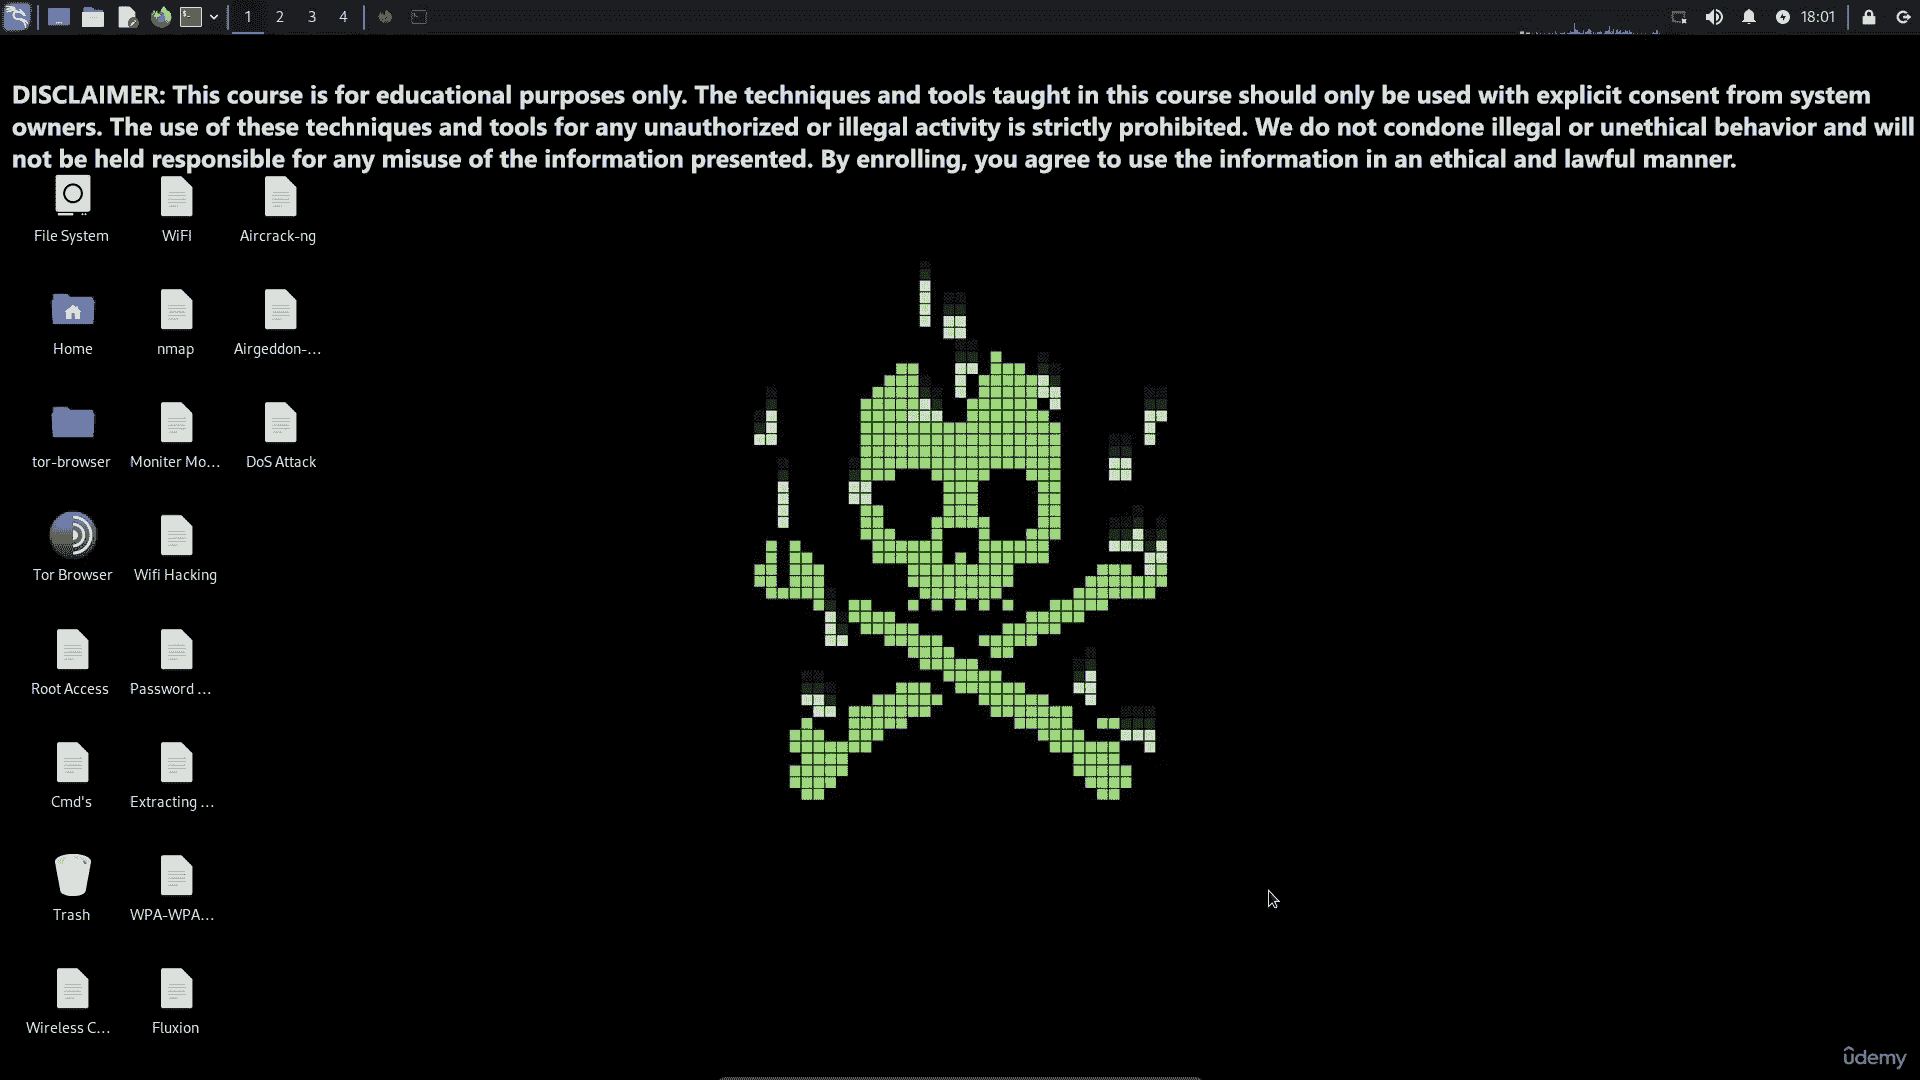 1 2 3 4 18:01
DISCLAIMER: This course is for educational purposes only. The techniques and tools taught in this course should only be used with explicit consent from system
owners. The use of these techniques and tools for any unauthorized or illegal activity is strictly prohibited. We do not condone illegal or unethical behavior and will
not be held responsible for any misuse of the information presented. By enrolling, you agree to use the information in an ethical and lawful manner.
File System WiFI Aircrack-ng
Home nmap Airgeddon-...
tor-browser Moniter Mo... DoS Attack
Tor Browser Wifi Hacking
Root Access Password ...
Cmd's Extracting ...
Trash WPA-WPA...
Wireless C... Fluxion
ûdemy